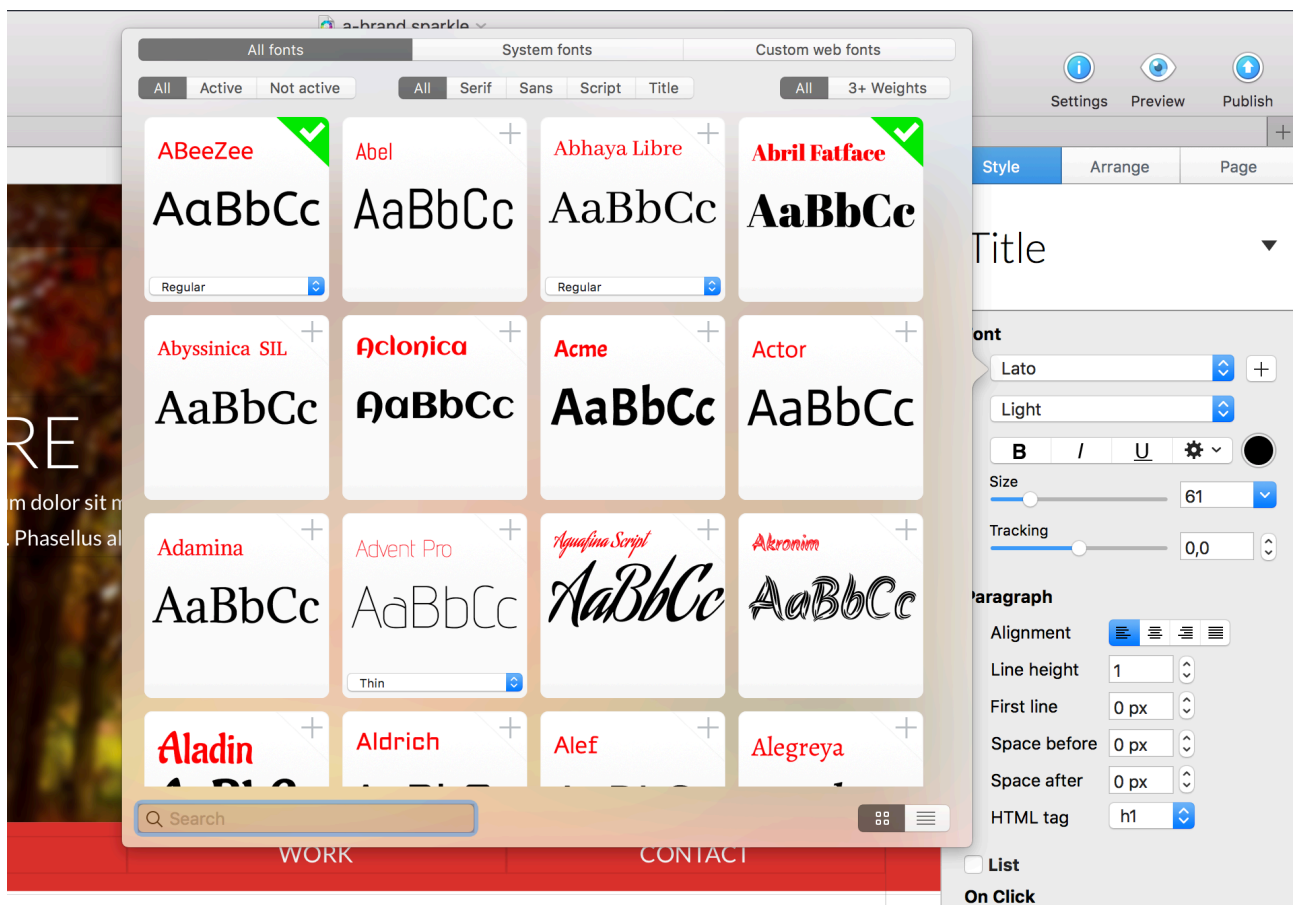 a-brand sparkle
All fonts System fonts Custom web fonts
All Active Not active All Serif Sans Script Title All 3+ Weights
Settings Preview Publish
Style Arrange Page
ABeeZee
AaBbCc
Regular
Abel
AaBbCc
Abhaya Libre
AaBbCc
Regular
Abril Fatface
AaBbCc
Abyssinica SIL
AaBbCc
Aclonica
AaBbCc
Acme
AaBbCc
Actor
AaBbCc
Adamina
AaBbCc
Advent Pro
AaBbCc
Thin
Aguafina Script
AaBbCc
Akronim
AaBbCc
Aladin
Aldrich
Alef
Alegreya
Search
RE
m dolor sit m
. Phasellus al
WORK CONTACT
Title
ont
Lato
Light
B I U
Size
61
Tracking
0,0
Paragraph
Alignment
Line height 1
First line 0 px
Space before 0 px
Space after 0 px
HTML tag h1
List
On Click